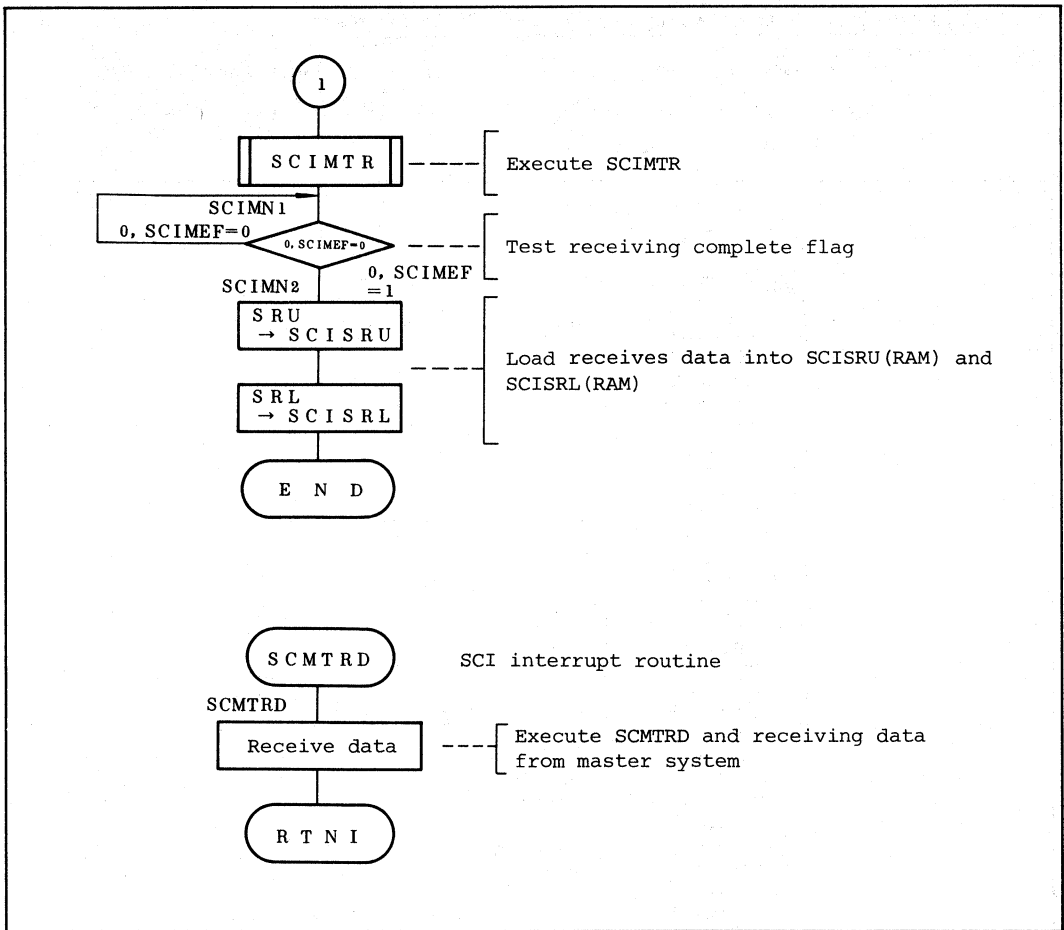 1
SCIMTR
Execute SCIMTR
SCIMN1
0, SCIMEF=0
0, SCIMEF=0
Test receiving complete flag
0, SCIMEF
=1
SCIMN2
SRU
→ SCISRU
Load receives data into SCISRU(RAM) and
SCISRL(RAM)
SRL
→ SCISRL
END
SCMTRD
SCI interrupt routine
SCMTRD
Receive data
Execute SCMTRD and receiving data
from master system
RTNI